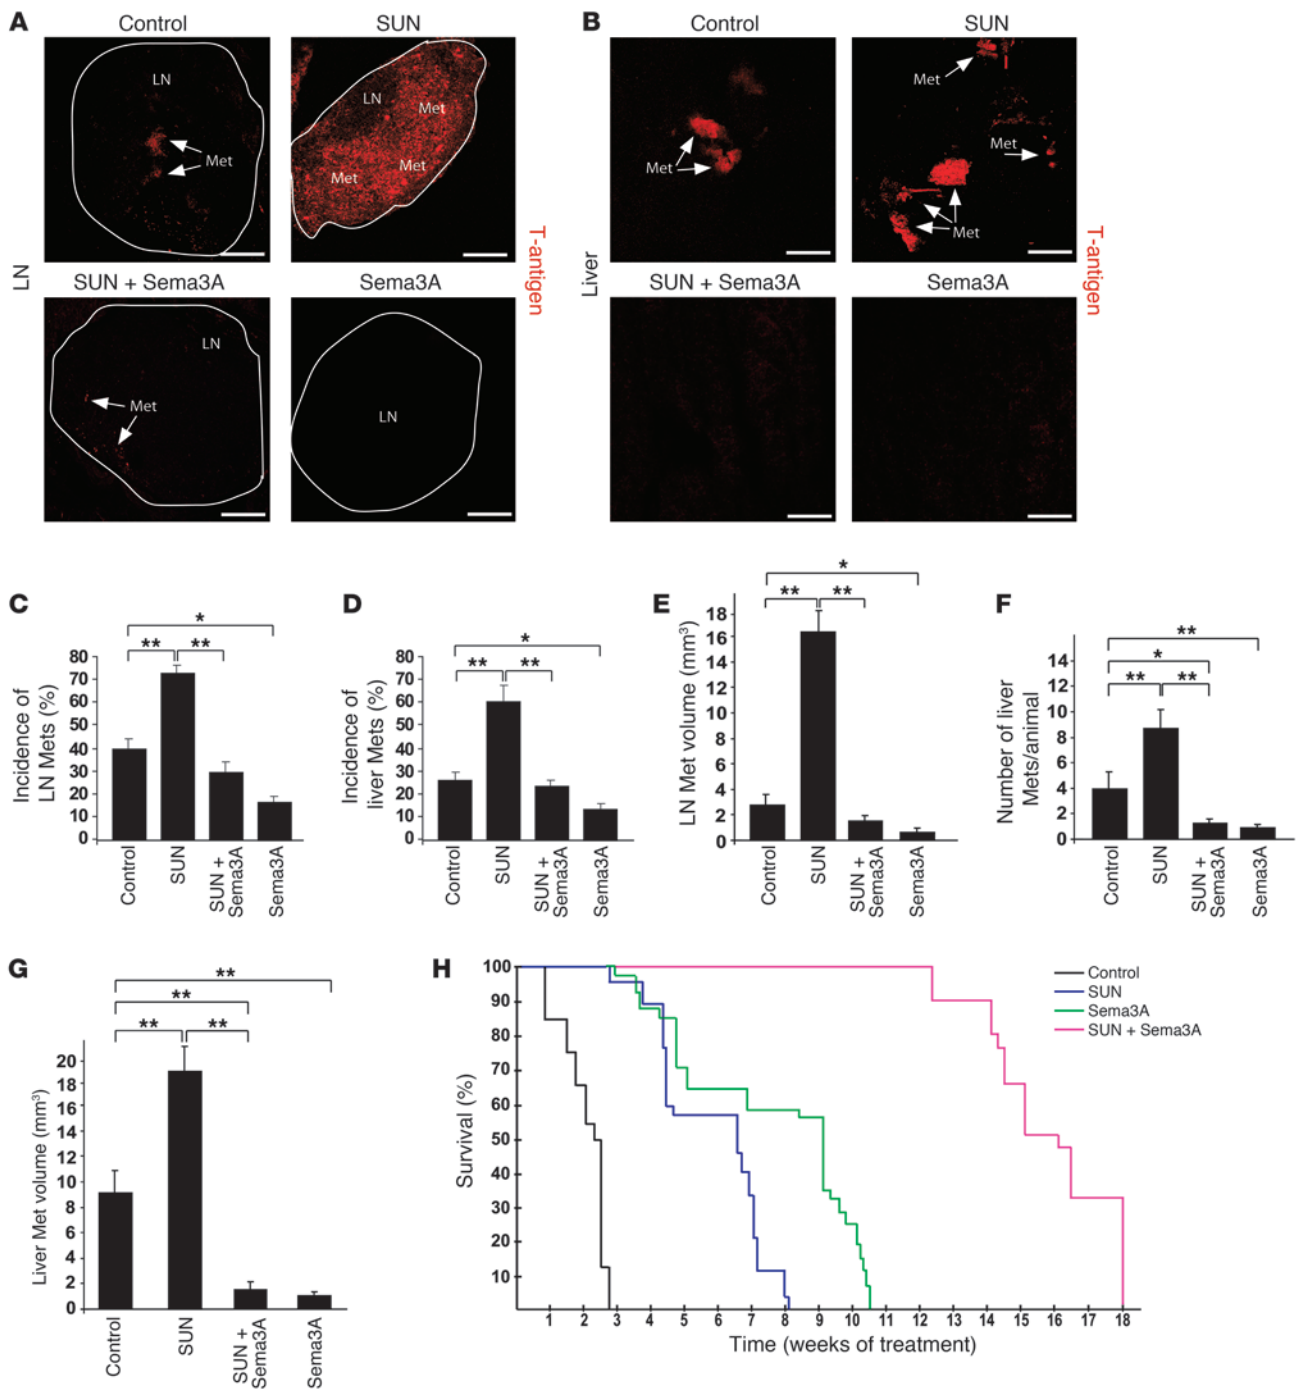 A
Control
SUN
LN
Met
LN
Met
Met
Met
SUN + Sema3A
Sema3A
LN
Met
LN
LN
T-antigen
B
Control
SUN
Met
Met
Met
Met
SUN + Sema3A
Sema3A
Liver
T-antigen
C
Incidence of
LN Mets (%)
80
70
60
50
40
30
20
10
0
*
** **
Control
SUN
SUN +
Sema3A
Sema3A
D
Incidence of
liver Mets (%)
80
70
60
50
40
30
20
10
0
*
** **
Control
SUN
SUN +
Sema3A
Sema3A
E
LN Met volume (mm³)
18
16
14
12
10
8
6
4
2
0
*
** **
Control
SUN
SUN +
Sema3A
Sema3A
F
Number of liver
Mets/animal
14
12
10
8
6
4
2
0
**
*
** **
Control
SUN
SUN +
Sema3A
Sema3A
G
Liver Met volume (mm³)
20
18
16
14
12
10
8
6
4
2
0
**
**
** **
Control
SUN
SUN +
Sema3A
Sema3A
H
Survival (%)
100
90
80
70
60
50
40
30
20
10
1 2 3 4 5 6 7 8 9 10 11 12 13 14 15 16 17 18
Time (weeks of treatment)
Control
SUN
Sema3A
SUN + Sema3A